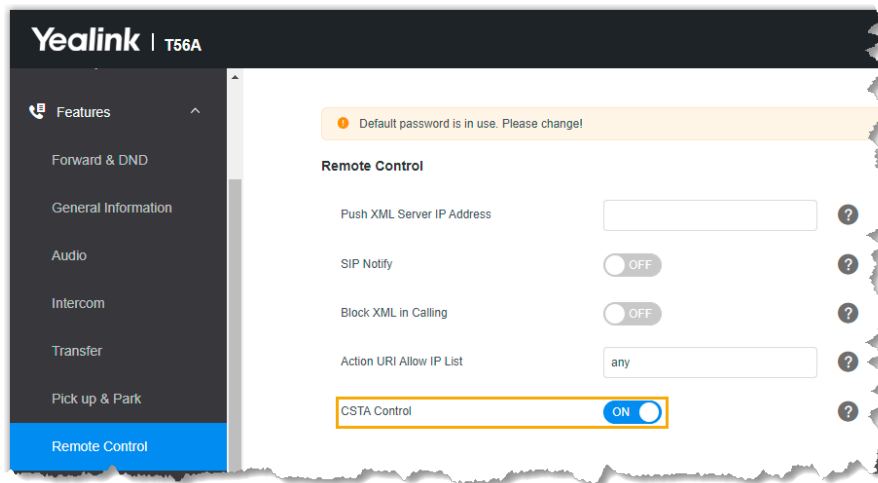 Yealink | T56A
Features
Forward & DND
General Information
Audio
Intercom
Transfer
Pick up & Park
Remote Control
Default password is in use. Please change!
Remote Control
Push XML Server IP Address
SIP Notify OFF
Block XML in Calling OFF
Action URI Allow IP List any
CSTA Control ON